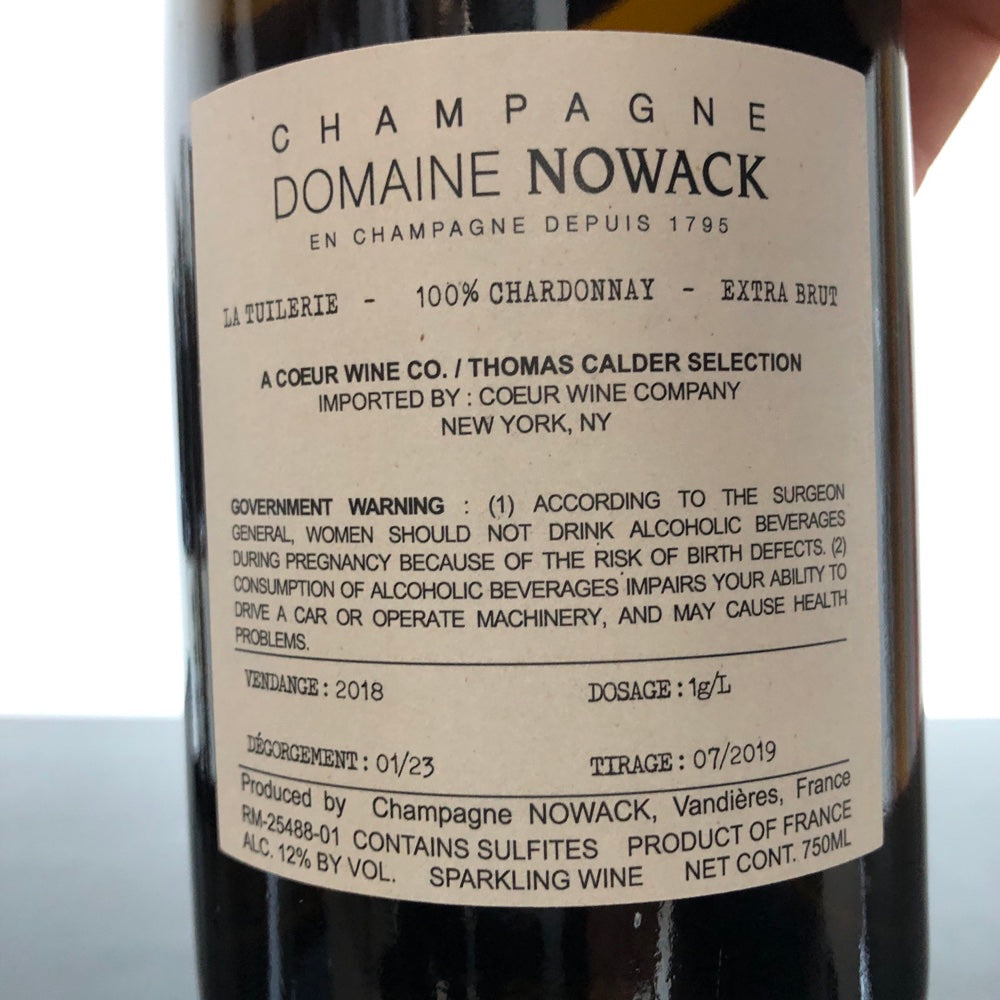 CHAMPAGNE
DOMAINE NOWACK
EN CHAMPAGNE DEPUIS 1795
LA TUILERIE - 100% CHARDONNAY - EXTRA BRUT
A COEUR WINE CO. / THOMAS CALDER SELECTION
IMPORTED BY : COEUR WINE COMPANY
NEW YORK, NY
GOVERNMENT WARNING : (1) ACCORDING TO THE SURGEON
GENERAL, WOMEN SHOULD NOT DRINK ALCOHOLIC BEVERAGES
DURING PREGNANCY BECAUSE OF THE RISK OF BIRTH DEFECTS. (2)
CONSUMPTION OF ALCOHOLIC BEVERAGES IMPAIRS YOUR ABILITY TO
DRIVE A CAR OR OPERATE MACHINERY, AND MAY CAUSE HEALTH
PROBLEMS.
VENDANGE : 2018 DOSAGE : 1g/L
DÉGORGEMENT : 01/23 TIRAGE : 07/2019
Produced by Champagne NOWACK, Vandières, France
RM-25488-01 CONTAINS SULFITES PRODUCT OF FRANCE
ALC. 12% BY VOL. SPARKLING WINE NET CONT. 750ML